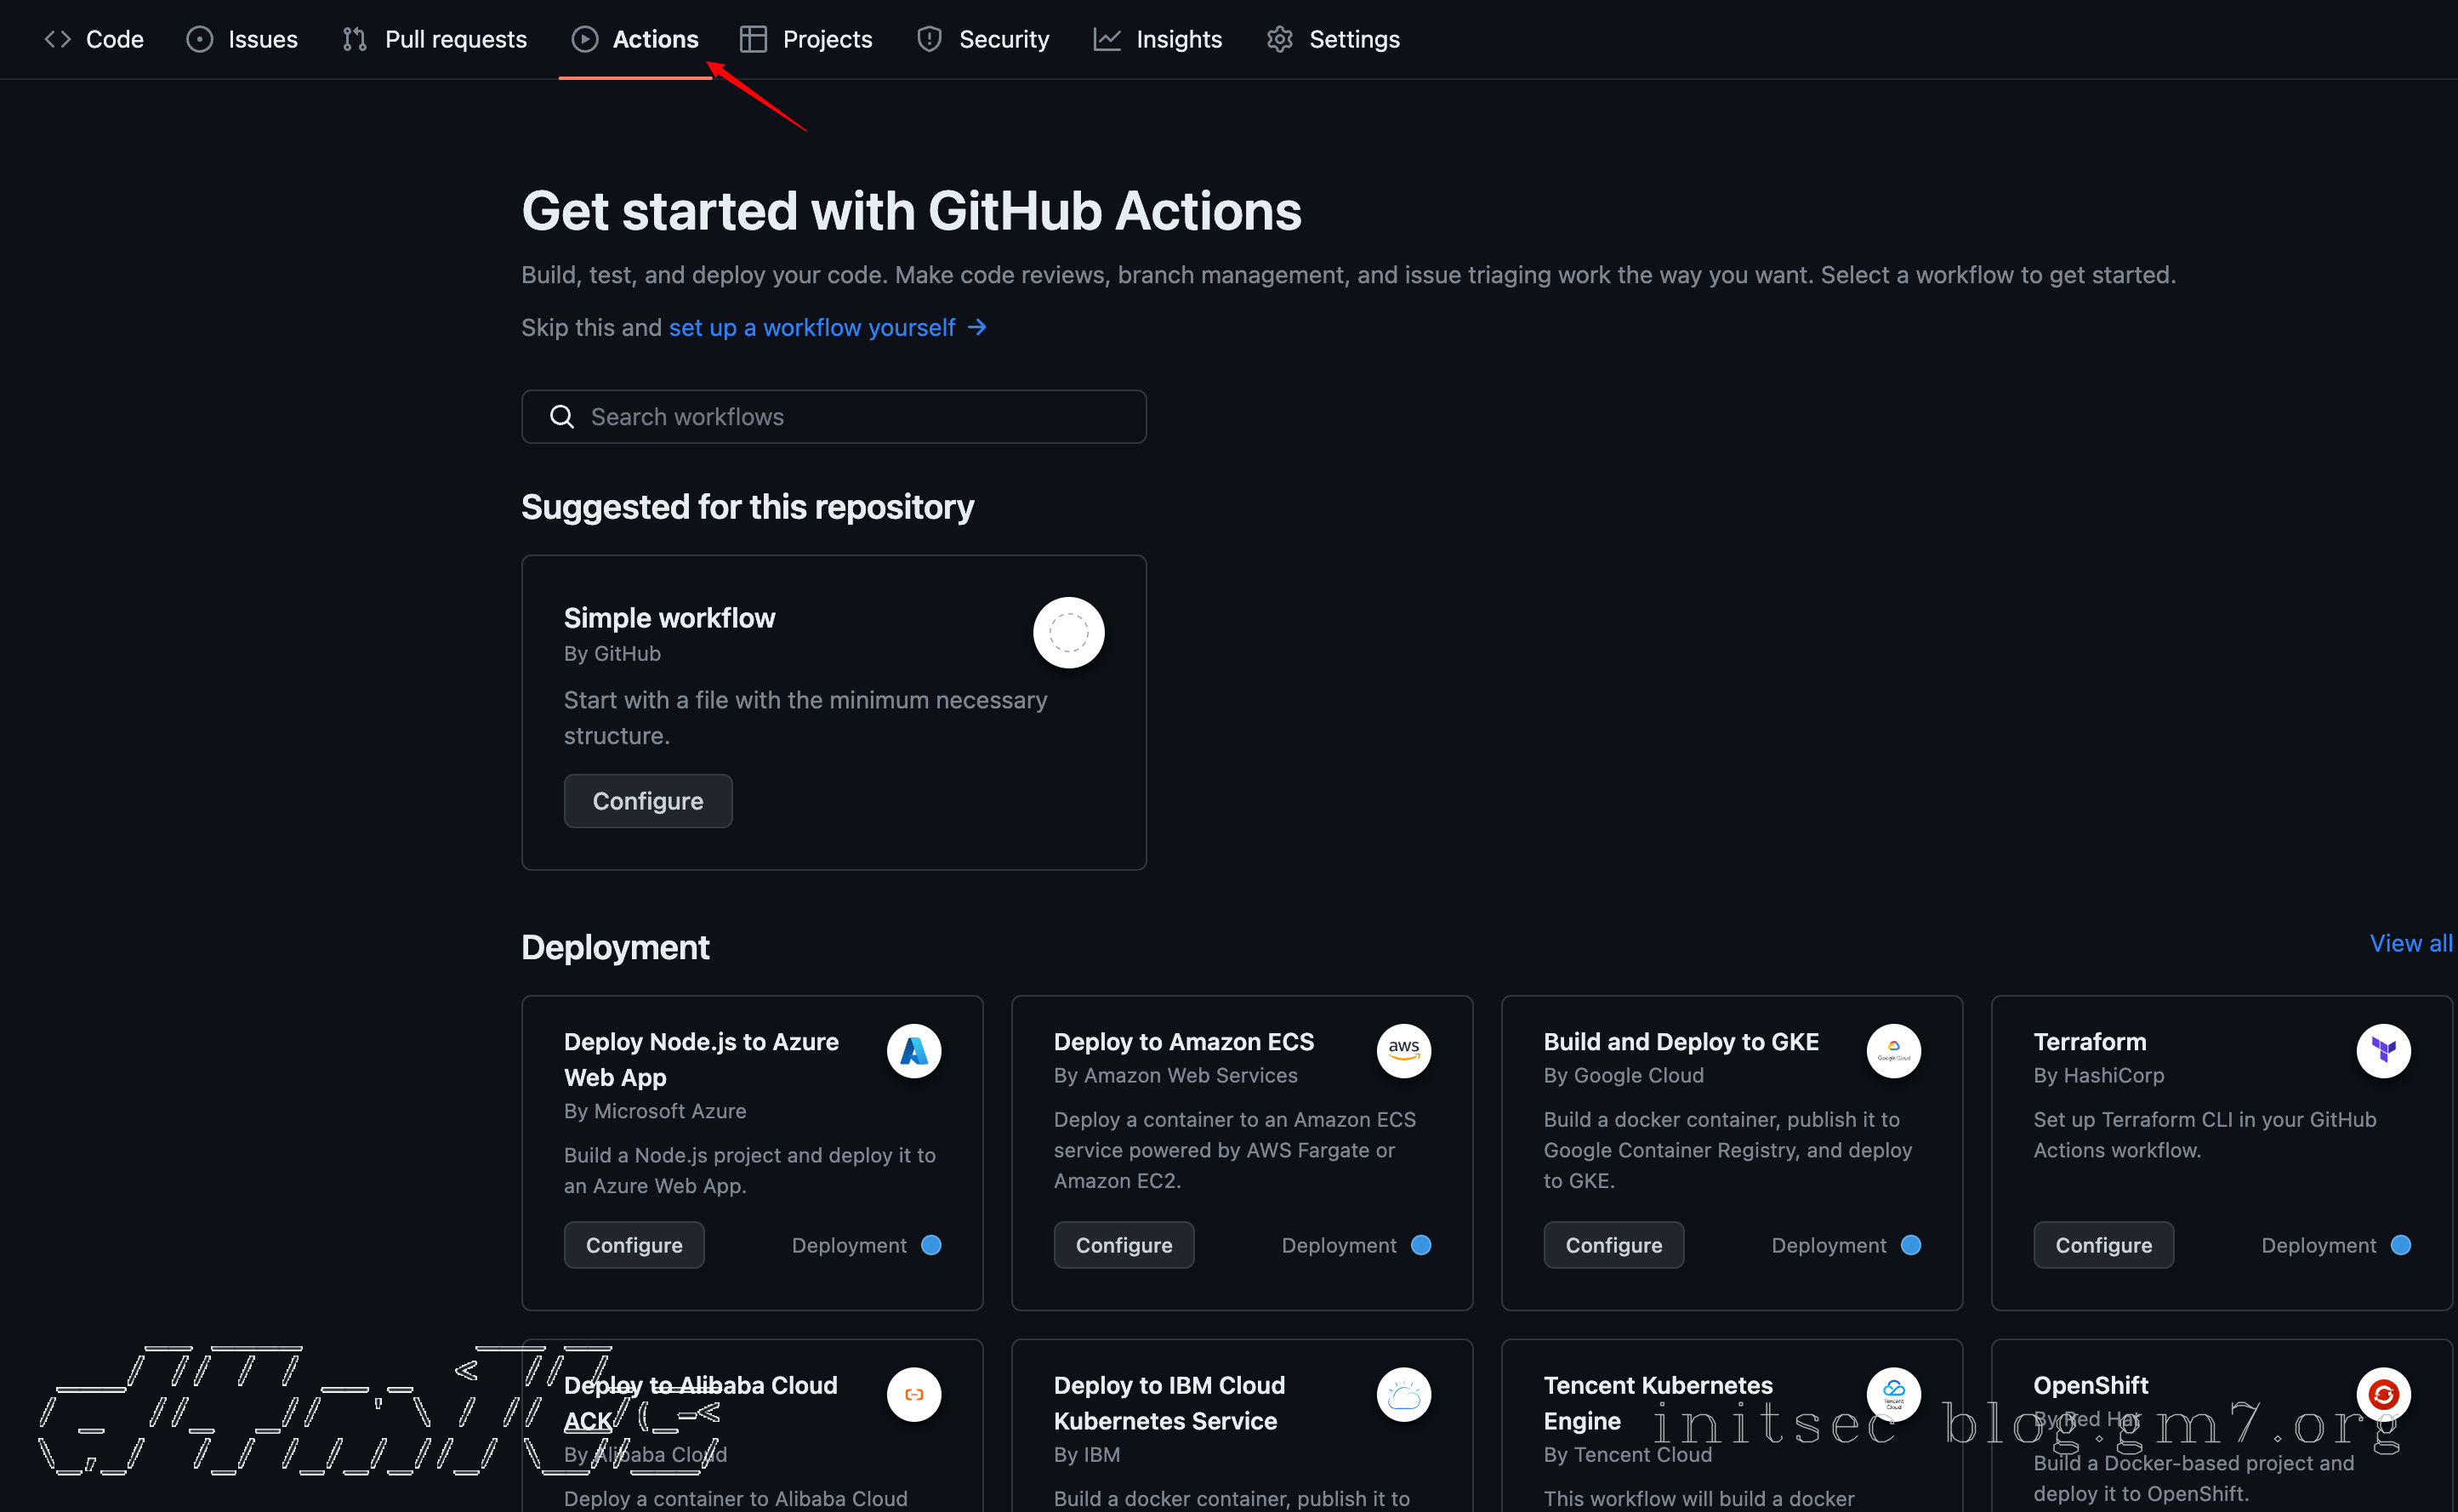 Code Issues Pull requests Actions Projects Security Insights Settings
Get started with GitHub Actions
Build, test, and deploy your code. Make code reviews, branch management, and issue triaging work the way you want. Select a workflow to get started.
Skip this and set up a workflow yourself →
Search workflows
Suggested for this repository
Simple workflow
By GitHub
Start with a file with the minimum necessary
structure.
Configure
Deployment
View all
Deploy Node.js to Azure
Web App
By Microsoft Azure
Build a Node.js project and deploy it to
an Azure Web App.
Configure
Deployment
Deploy to Amazon ECS
aws
By Amazon Web Services
Deploy a container to an Amazon ECS
service powered by AWS Fargate or
Amazon EC2.
Configure
Deployment
Build and Deploy to GKE
Google Cloud
By Google Cloud
Build a docker container, publish it to
Google Container Registry, and deploy
to GKE.
Configure
Deployment
Terraform
By HashiCorp
Set up Terraform CLI in your GitHub
Actions workflow.
Configure
Deployment
Deploy to Alibaba Cloud
ACK
By Alibaba Cloud
Deploy a container to Alibaba Cloud
Deploy to IBM Cloud
Kubernetes Service
By IBM
Build a docker container, publish it to
Tencent Kubernetes
Engine
Tencent
Cloud
By Tencent Cloud
This workflow will build a docker
OpenShift
By Red Hat
Build a Docker-based project and
deploy it to OpenShift.
initsec blog.gm7.org